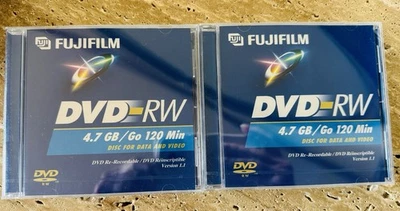 FUJIFILM
DVD-RW
4.7 GB/Go 120 Min
DISC FOR DATA AND VIDEO
DVD Re-Recordable / DVD Réinscriptible
Version 1.1
DVD
RW
FUJIFILM
DVD-RW
4.7 GB/Go 120 Min
DISC FOR DATA AND VIDEO
DVD Re-Recordable / DVD Réinscriptible
Version 1.1
DVD
RW